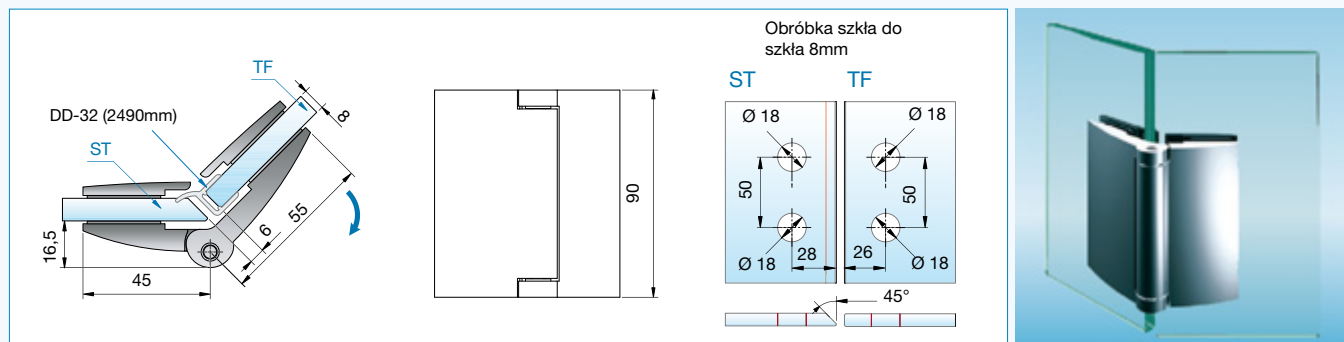 TF
8
DD-32 (2490mm)
ST
6
55
16,5
45
90
Obróbka szkła do
szkła 8mm
ST
TF
Ø 18
Ø 18
50
50
Ø 18
28
26
Ø 18
45°